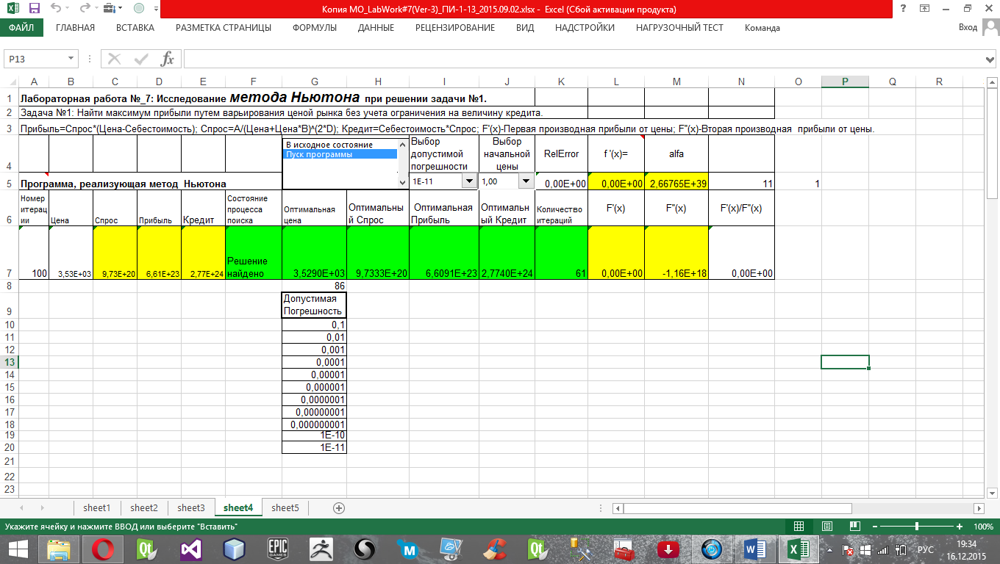 Копия MO_LabWork#7(Ver-3)_ПИ-1-13_2015.09.02.xlsx - Excel (Сбой активации продукта)
ФАЙЛ ГЛАВНАЯ ВСТАВКА РАЗМЕТКА СТРАНИЦЫ ФОРМУЛЫ ДАННЫЕ РЕЦЕНЗИРОВАНИЕ ВИД НАДСТРОЙКИ НАГРУЗОЧНЫЙ ТЕСТ Команда Вход
P13 fx
A B C D E F G H I J K L M N O P Q R
1 Лабораторная работа №_7: Исследование метода Ньютона при решении задачи №1.
2 Задача №1: Найти максимум прибыли путем варьирования ценой рынка без учета ограничения на величину кредита.
3 Прибыль=Спрос*(Цена-Себестоимость); Спрос=A/(Цена+Цена*B)^(2*D); Кредит=Себестоимость*Спрос; F'(x)-Первая производная прибыли от цены; F"(x)-Вторая производная прибыли от цены.
4
В исходное состояние
Пуск программы
Выбор
допустимой
погрешности
Выбор
начальной
цены
RelError
f '(x)=
alfa
5 Программа, реализующая метод Ньютона 1E-11 1,00 0,00E+00 0,00E+00 2,66765E+39 11 1
6
Номер
итерац
ии
Цена
Спрос
Прибыль
Кредит
Состояние
процесса
поиска
Оптимальная
цена
Оптимальны
й Спрос
Оптимальная
Прибыль
Оптимальн
ый Кредит
Количество
итераций
F'(x)
F"(x)
F'(x)/F"(x)
7 100 3,53E+03 9,73E+20 6,61E+23 2,77E+24
Решение
найдено
3,5290E+03 9,7333E+20 6,6091E+23 2,7740E+24 61 0,00E+00 -1,16E+18 0,00E+00
8 86
9
Допустимая
Погрешность
10 0,1
11 0,01
12 0,001
13 0,0001
14 0,00001
15 0,000001
16 0,0000001
17 0,00000001
18 0,000000001
19 1E-10
20 1E-11
21
22
23
sheet1 sheet2 sheet3 sheet4 sheet5
Укажите ячейку и нажмите ВВОД или выберите "Вставить" 100%
EPIC GAMES
РУС
19:34
16.12.2015